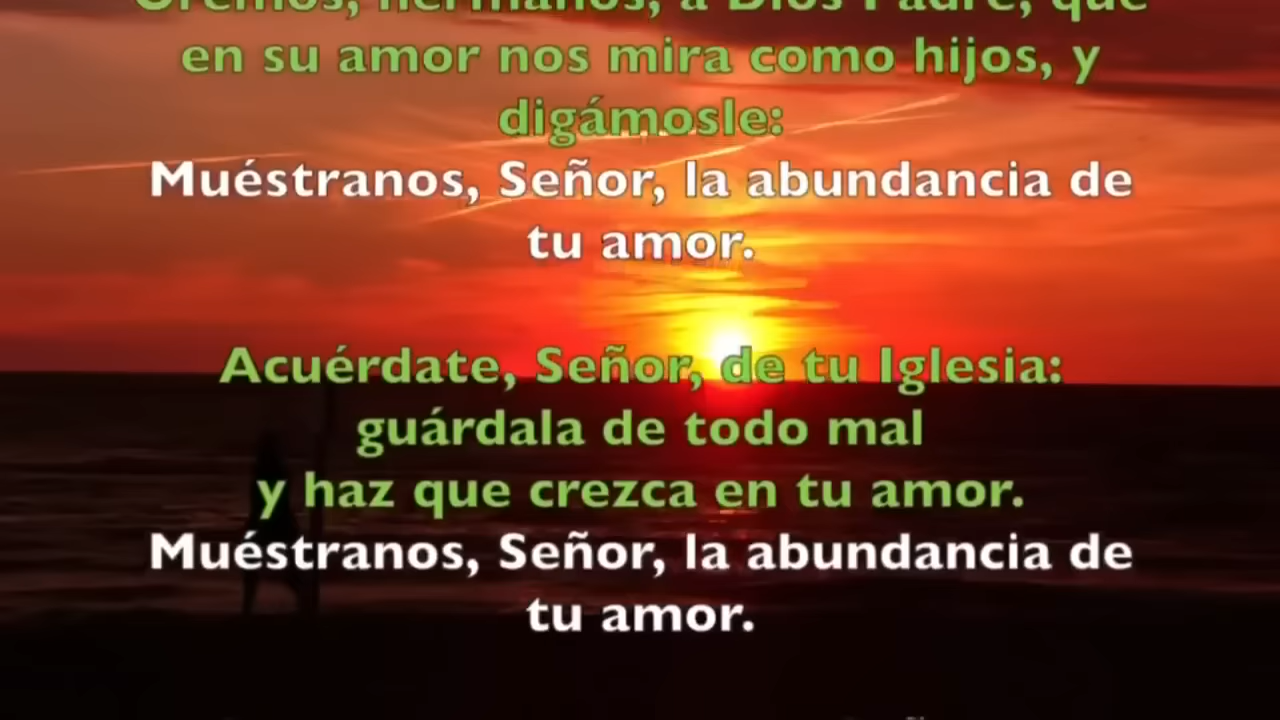 Oremos, hermanos, a Dios Padre, que
en su amor nos mira como hijos, y
digámosle:
Muéstranos, Señor, la abundancia de
tu amor.
Acuérdate, Señor, de tu Iglesia:
guárdala de todo mal
y haz que crezca en tu amor.
Muéstranos, Señor, la abundancia de
tu amor.